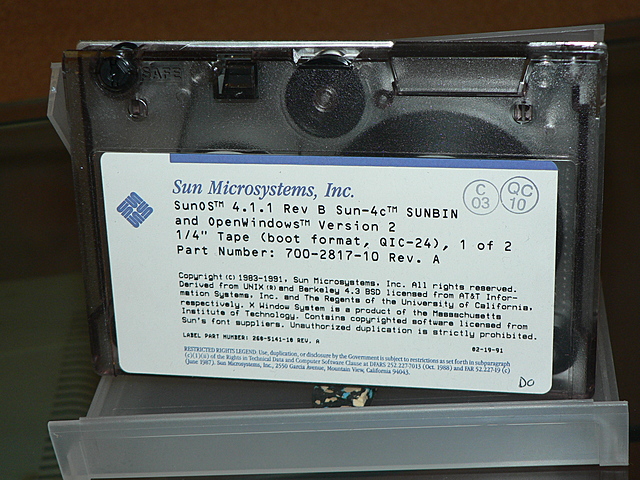 SAFE
Sun Microsystems, Inc.
C 03
QC 10
SunOS™ 4.1.1 Rev B Sun-4c™ SUNBIN
and OpenWindows™ Version 2
1/4" Tape (boot format, QIC-24), 1 of 2
Part Number: 700-2817-10 Rev. A
Copyright (c) 1983-1991, Sun Microsystems, Inc. All rights reserved.
Derived from UNIX(R) and Berkeley 4.3 BSD licensed from AT&T Infor-
mation Systems, Inc. and The Regents of the University of California,
respectively. X Window System is a product of the Massachusetts
Institute of Technology. Contains copyrighted software licensed from
Sun's font suppliers. Unauthorized duplication is strictly prohibited.
LABEL PART NUMBER: 260-5141-10 REV. A 02-19-91
RESTRICTED RIGHTS LEGEND: Use, duplication, or disclosure by the Government is subject to restrictions as set forth in subparagraph
(c)(1)(ii) of the Rights in Technical Data and Computer Software Clause at DFARS 252.227-7013 (Oct. 1988) and FAR 52.227-19 (c)
(June 1987). Sun Microsystems, Inc., 2550 Garcia Avenue, Mountain View, California 94043.
DO